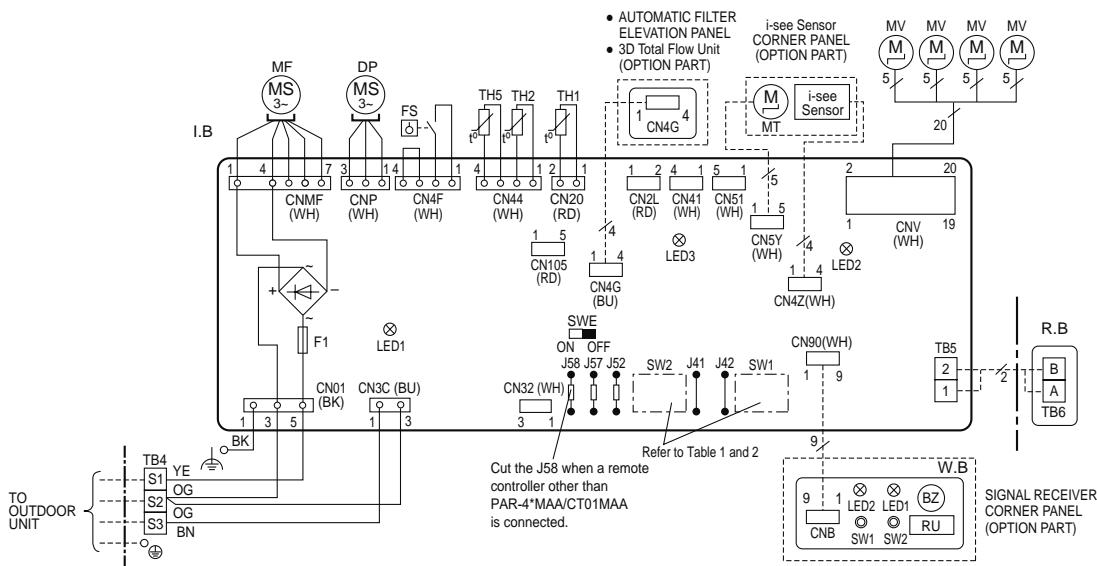 ● AUTOMATIC FILTER
ELEVATION PANEL
● 3D Total Flow Unit
(OPTION PART)
i-see Sensor
CORNER PANEL
(OPTION PART)
MV MV MV MV
M M M M
5 5 5 5
20
MF DP
MS
3~
MS
3~
FS
TH5 TH2 TH1
t° t° t°
1 4
CN4G
M
MT
i-see
Sensor
I.B
1 4 7
CNMF
(WH)
3 1
CNP
(WH)
4 1
CN4F
(WH)
4 1
CN44
(WH)
2 1
CN20
(RD)
1 2
CN2L
(RD)
4 1
CN41
(WH)
5 1
CN51
(WH)
5
1 5
CN5Y
(WH)
2 20
1 19
CNV
(WH)
1 5
CN105
(RD)
4
1 4
CN4G
(BU)
LED3
4
1 4
CN4Z(WH)
LED2
~
+ −
~
F1
LED1
SWE
ON OFF
J58 J57 J52
SW2
J41 J42
SW1
CN90(WH)
1 9
TB5
2
1
2
R.B
B
A
TB6
CN01
(BK)
1 3 5
CN3C (BU)
1 3
CN32 (WH)
3 1
BK
Refer to Table 1 and 2
Cut the J58 when a remote
controller other than
PAR-4*MAA/CT01MAA
is connected.
TO
OUTDOOR
UNIT
TB4
S1
S2
S3
YE
OG
OG
BN
9
W.B
9 1
CNB
LED2 LED1
SW1 SW2
BZ
RU
SIGNAL RECEIVER
CORNER PANEL
(OPTION PART)